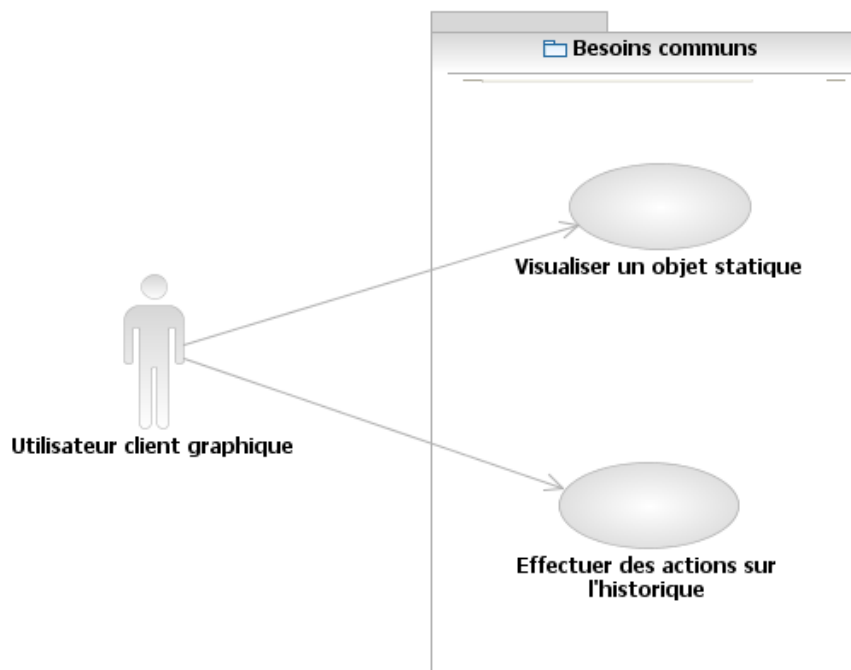 Besoins communs
Visualiser un objet statique
Utilisateur client graphique
Effectuer des actions sur
l'historique